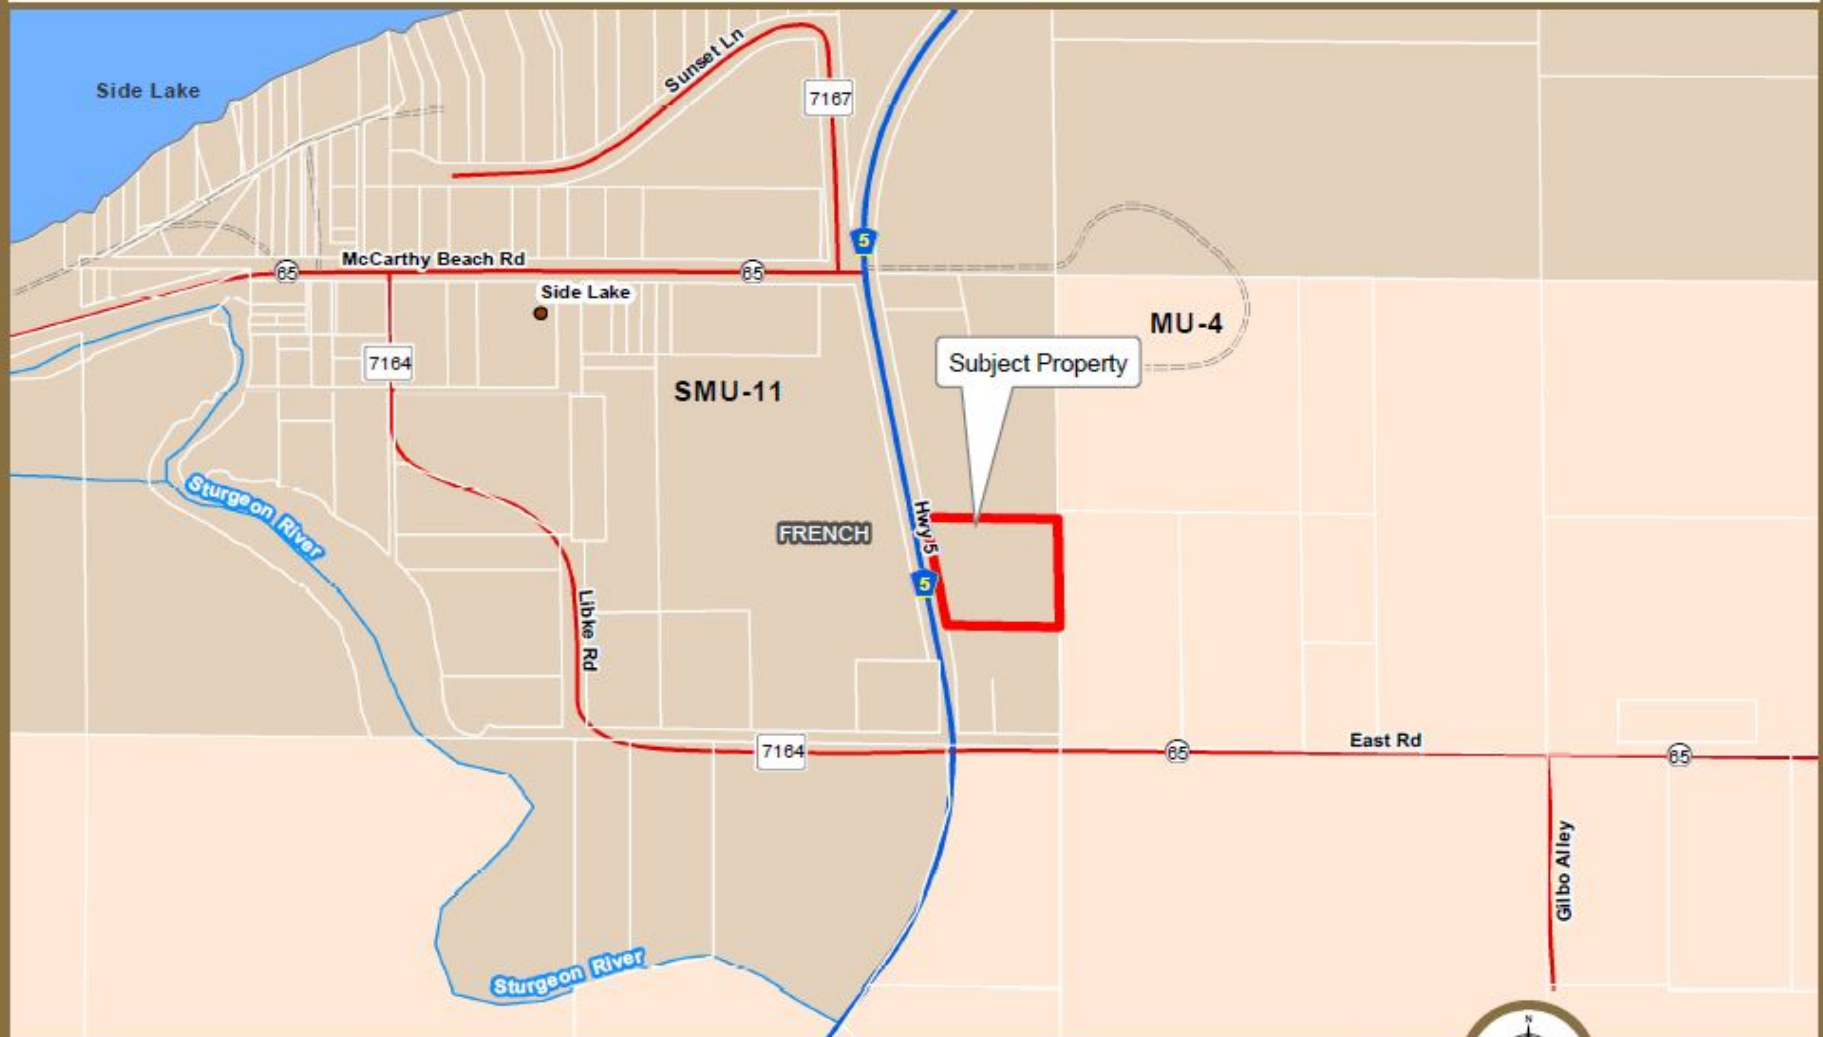 Sunset Ln
Side Lake
7167
5
McCarthy Beach Rd
65
65
Side Lake
MU-4
7164
Subject Property
SMU-11
Sturgeon River
Hwy 5
FRENCH
5
Libke Rd
East Rd
7164
65
65
Gilbo Alley
Sturgeon River
N